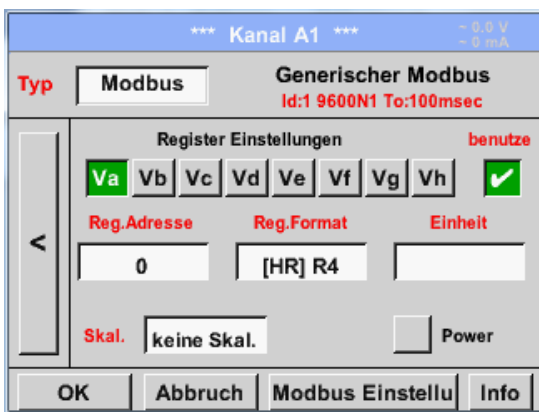 *** Kanal A1 ***
~ 0.0 V
~ 0 mA
Typ Modbus Generischer Modbus
Id:1 9600N1 To:100msec
Register Einstellungen benutze
Va Vb Vc Vd Ve Vf Vg Vh
Reg.Adresse Reg.Format Einheit
< 0 [HR] R4
Skal. keine Skal. Power
OK Abbruch Modbus Einstellu Info